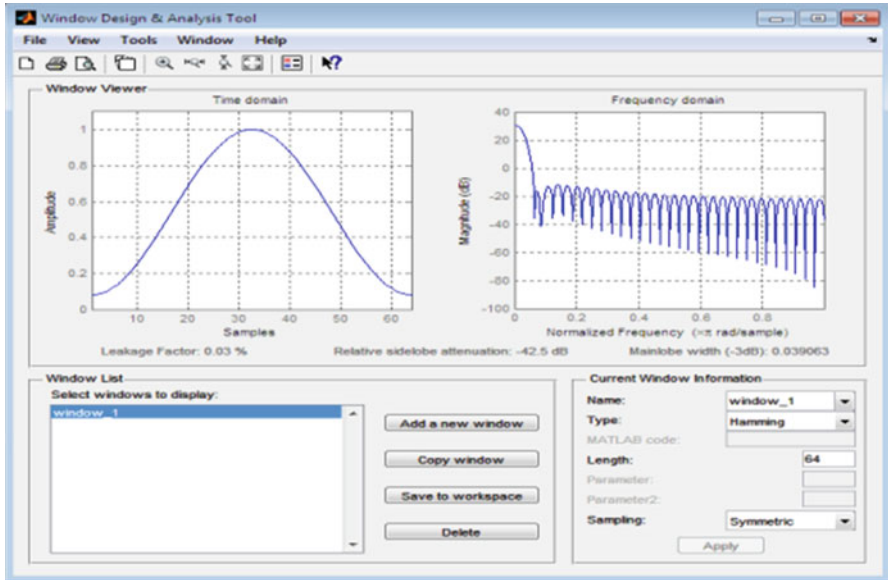 Window Design & Analysis Tool
File View Tools Window Help
Window Viewer
Time domain
Amplitude
1
0.8
0.6
0.4
0.2
0
10 20 30 40 50 60
Samples
Frequency domain
Magnitude (dB)
40
20
0
-20
-40
-60
-80
-100
0 0.2 0.4 0.6 0.8
Normalized Frequency (×π rad/sample)
Leakage Factor: 0.03 %
Relative sidelobe attenuation: -42.5 dB
Mainlobe width (-3dB): 0.039063
Window List
Select windows to display:
window_1
Add a new window
Copy window
Save to workspace
Delete
Current Window Information
Name: window_1
Type: Hamming
MATLAB code:
Length: 64
Parameter:
Parameter2:
Sampling: Symmetric
Apply